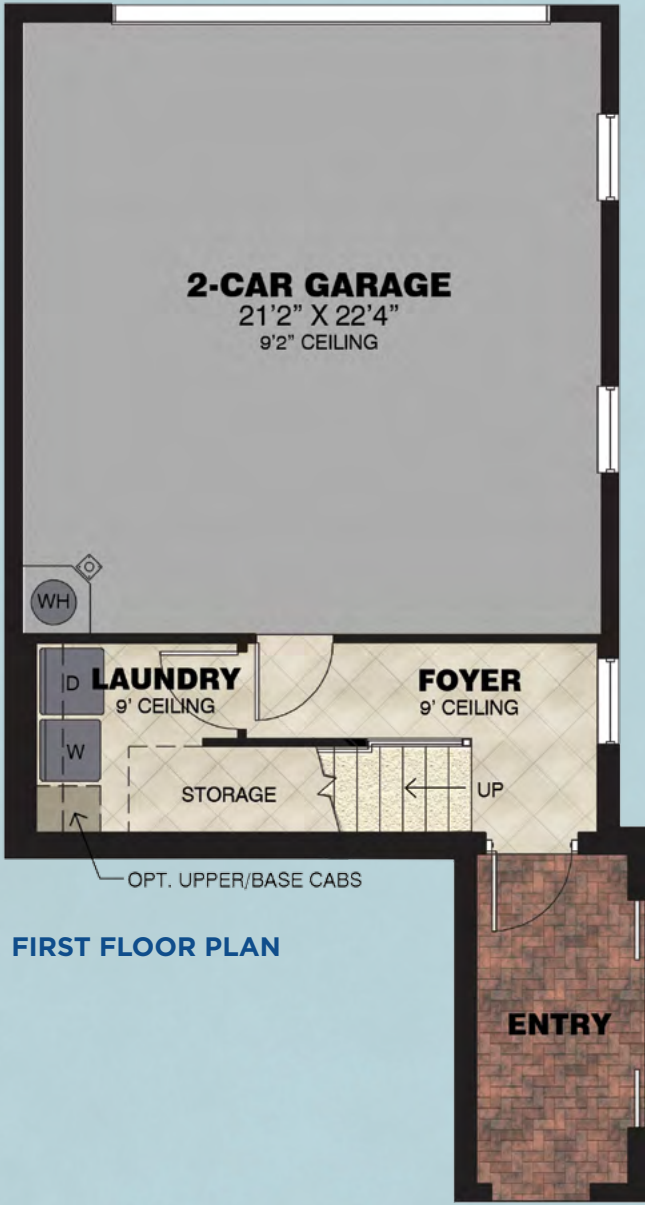 2-CAR GARAGE
21'2” X 22'4”
9'2” CEILING
WH
D
LAUNDRY
9' CEILING
FOYER
9' CEILING
W
STORAGE
UP
OPT. UPPER/BASE CABS
FIRST FLOOR PLAN
ENTRY